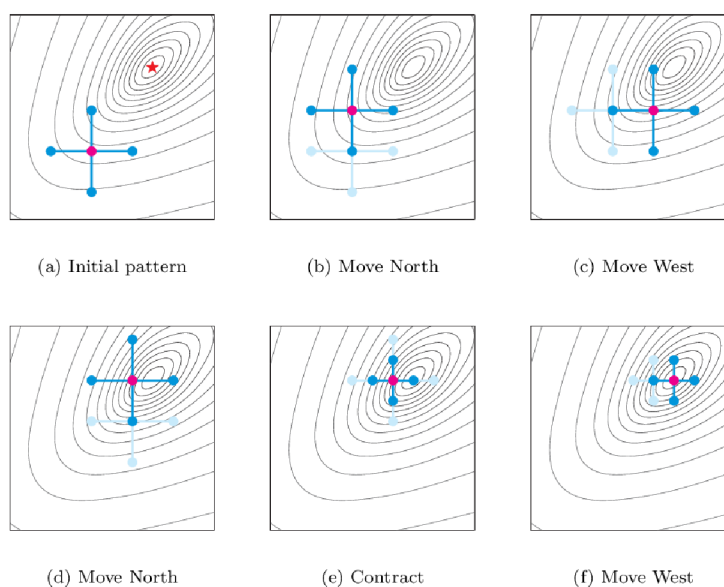 (a) Initial pattern
(b) Move North
(c) Move West
(d) Move North
(e) Contract
(f) Move West